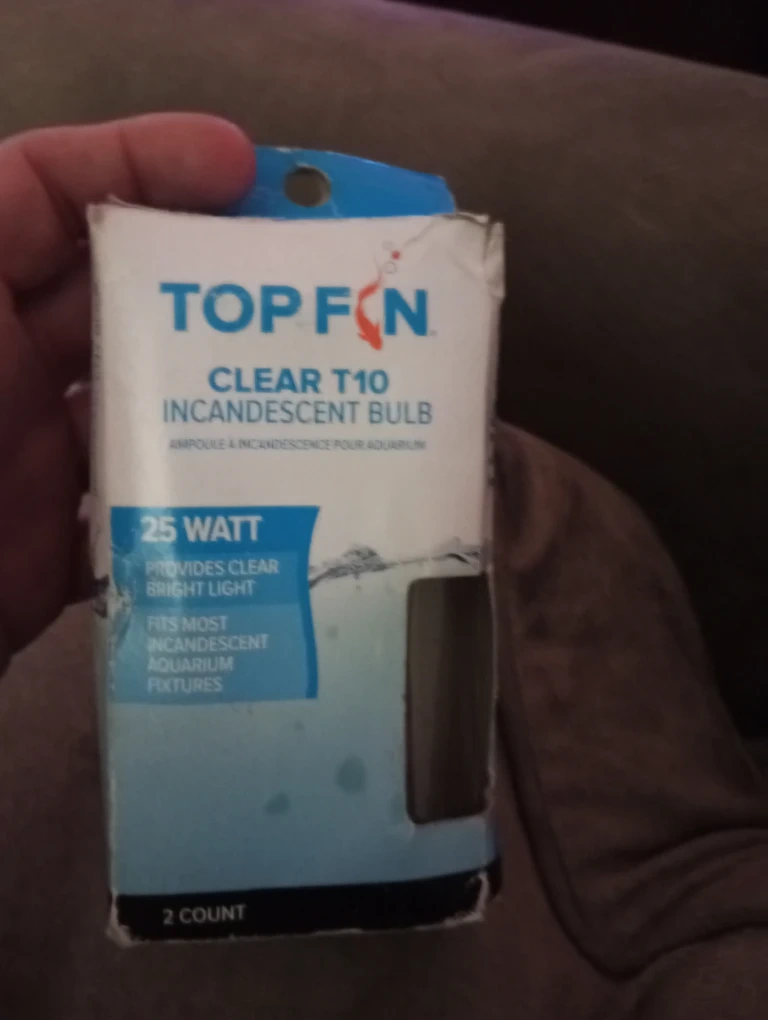 TOP FIN
CLEAR T10
INCANDESCENT BULB
AMPOULE À INCANDESCENCE POUR AQUARIUM
25 WATT
PROVIDES CLEAR
BRIGHT LIGHT
FITS MOST
INCANDESCENT
AQUARIUM
FIXTURES
2 COUNT